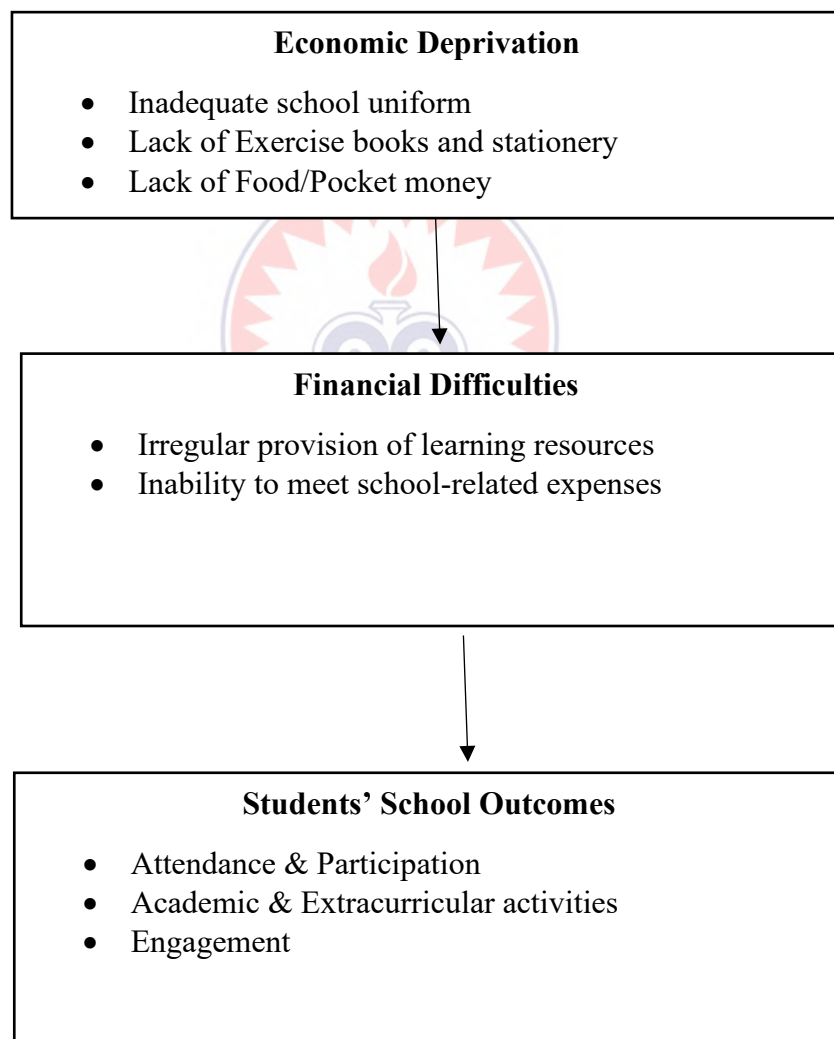 Economic Deprivation
• Inadequate school uniform
• Lack of Exercise books and stationery
• Lack of Food/Pocket money
Financial Difficulties
• Irregular provision of learning resources
• Inability to meet school-related expenses
Students’ School Outcomes
• Attendance & Participation
• Academic & Extracurricular activities
• Engagement